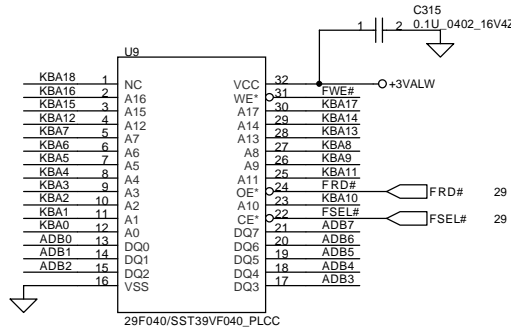 C315
1 2 0.1U_0402_16V4Z
U9
KBA18 1 NC VCC 32 +3VALW
KBA16 2 A16 WE* 31 FWE#
KBA15 3 A15 A17 30 KBA17
KBA12 4 A12 A14 29 KBA14
KBA7 5 A7 A13 28 KBA13
KBA6 6 A6 A8 27 KBA8
KBA5 7 A5 A9 26 KBA9
KBA4 8 A4 A11 25 KBA11
KBA3 9 A3 OE* 24 FRD# FRD# 29
KBA2 10 A2 A10 23 KBA10
KBA1 11 A1 CE* 22 FSEL# FSEL# 29
KBA0 12 A0 DQ7 21 ADB7
ADB0 13 DQ0 DQ6 20 ADB6
ADB1 14 DQ1 DQ5 19 ADB5
ADB2 15 DQ2 DQ4 18 ADB4
16 VSS DQ3 17 ADB3
29F040/SST39VF040_PLCC